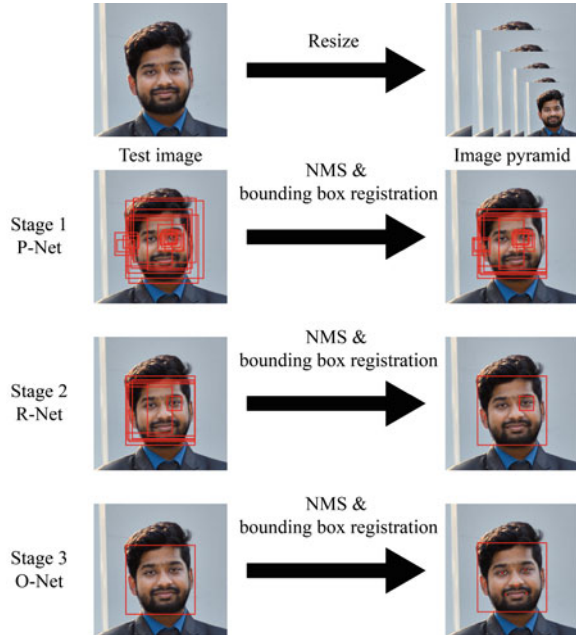 Resize
Test image
Image pyramid
NMS &
bounding box registration
Stage 1
P-Net
NMS &
bounding box registration
Stage 2
R-Net
NMS &
bounding box registration
Stage 3
O-Net